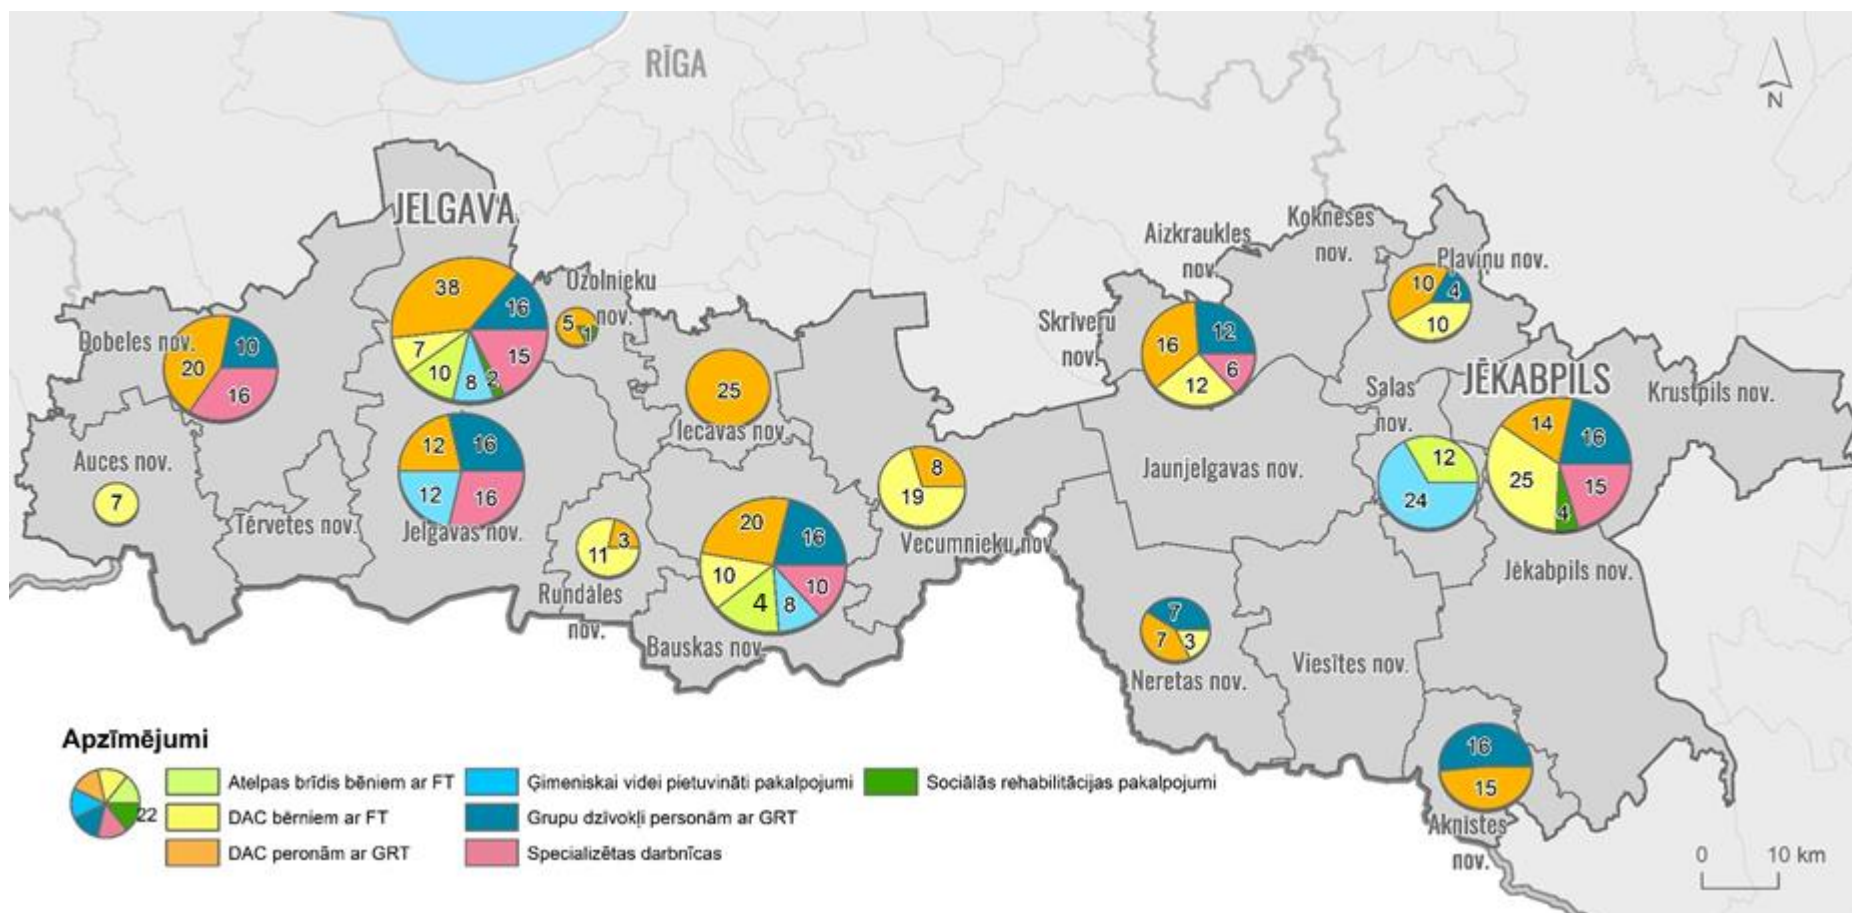 RĪGA
N
JELGAVA
Kokneses
nov.
Aizkraukles
nov.
Pļaviņu nov.
Ozolnieku
nov.
Skrīveru
nov.
Dobeles nov.
38
16
7
10
8
2
15
5
1
20
10
16
25
Iecavas nov.
16
12
6
12
10
4
10
Salas
nov.
JĒKABPILS
Krustpils nov.
Auces nov.
7
Tērvetes nov.
12
16
12
16
Jelgavas nov.
8
19
Vecumnieku nov.
Jaunjelgavas nov.
12
24
14
16
25
15
4
Jēkabpils nov.
11
3
Rundāles
nov.
20
16
10
10
4
8
Bauskas nov.
7
7
3
Neretas nov.
Viesītes nov.
16
15
Aknīstes
nov.
Apzīmējumi
22
Atelpas brīdis bēniem ar FT
DAC bērniem ar FT
DAC peronām ar GRT
Ģimeniskai videi pietuvināti pakalpojumi
Grupu dzīvokļi personām ar GRT
Specializētas darbnīcas
Sociālās rehabilitācijas pakalpojumi
0 10 km